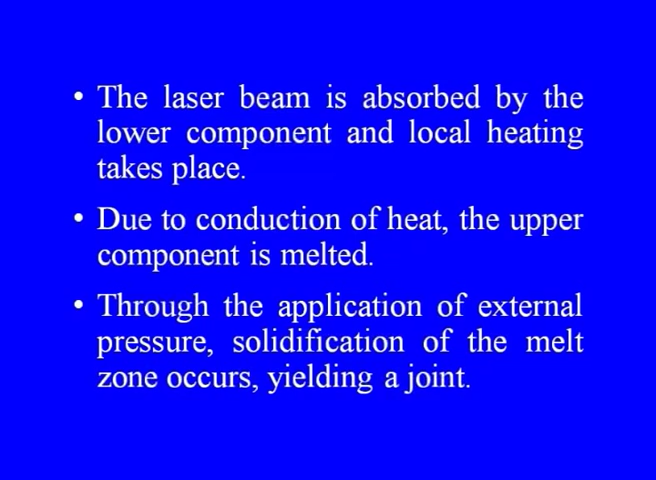 • The laser beam is absorbed by the
lower component and local heating
takes place.
• Due to conduction of heat, the upper
component is melted.
• Through the application of external
pressure, solidification of the melt
zone occurs, yielding a joint.